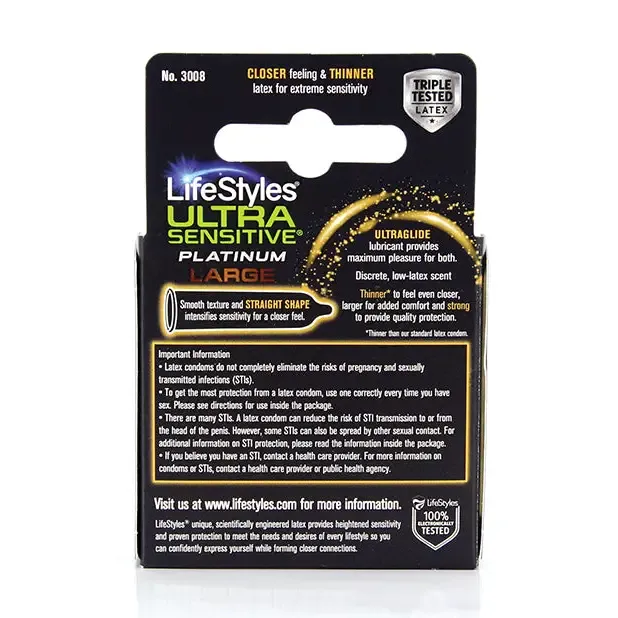 No. 3008
CLOSER feeling & THINNER
latex for extreme sensitivity
TRIPLE
TESTED
LATEX
LifeStyles®
ULTRA
SENSITIVE®
PLATINUM
LARGE
ULTRAGLIDE
lubricant provides
maximum pleasure for both.
Discrete, low-latex scent
Thinner* to feel even closer,
larger for added comfort and strong
to provide quality protection.
*Thinner than our standard latex condom.
Smooth texture and STRAIGHT SHAPE
intensifies sensitivity for a closer feel.
Important Information
• Latex condoms do not completely eliminate the risks of pregnancy and sexually
transmitted infections (STIs).
• To get the most protection from a latex condom, use one correctly every time you have
sex. Please see directions for use inside the package.
• There are many STIs. A latex condom can reduce the risk of STI transmission to or from
the head of the penis. However, some STIs can also be spread by other sexual contact. For
additional information on STI protection, please read the information inside the package.
• If you believe you have an STI, contact a health care provider. For more information on
condoms or STIs, contact a health care provider or public health agency.
Visit us at www.lifestyles.com for more information.
LifeStyles® unique, scientifically engineered latex provides heightened sensitivity
and proven protection to meet the needs and desires of every lifestyle so you
can confidently express yourself while forming closer connections.
LifeStyles
100%
ELECTRONICALLY
TESTED